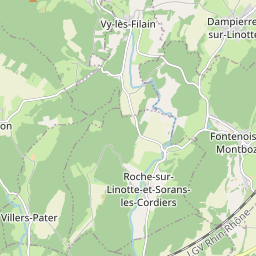 Vy-lès-Filain
Dampierre
sur-Linotte
on
Fontenois
Montboz
Roche-sur-
Linotte-et-Sorans-
les-Cordiers
Villers-Pater
LGV Rhin-Rhône